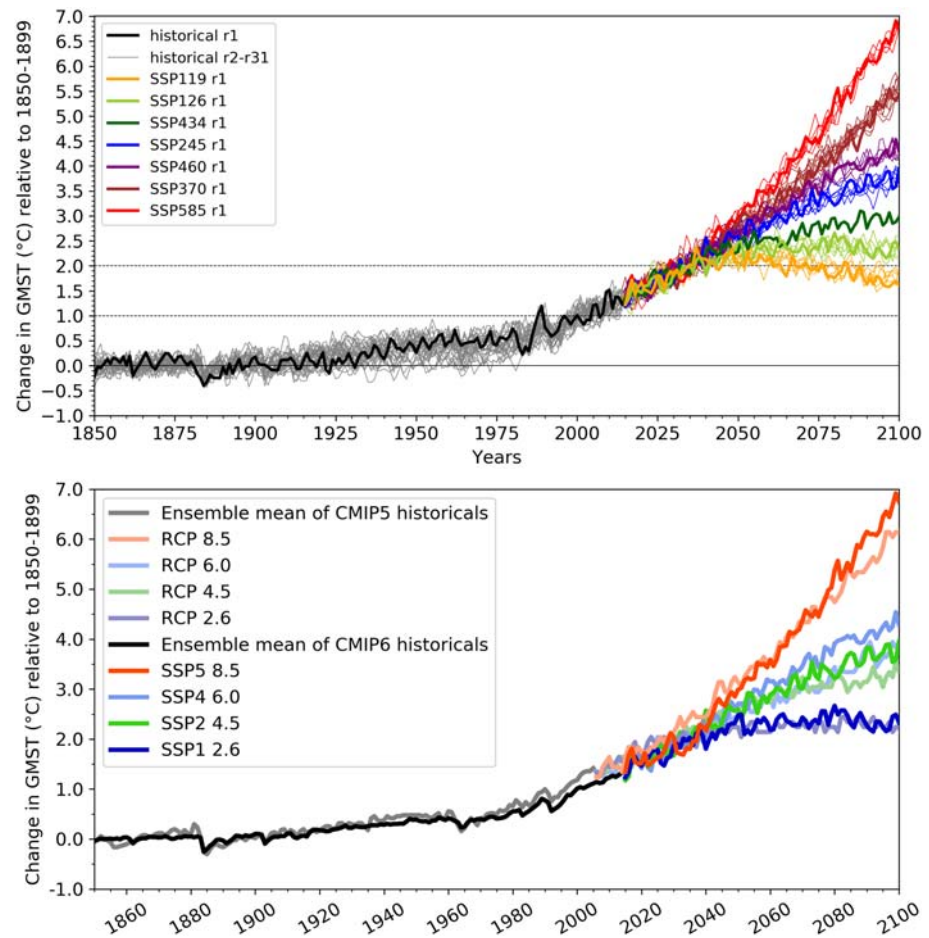 7.0
6.5
6.0
5.5
5.0
4.5
4.0
3.5
3.0
2.5
2.0
1.5
1.0
0.5
0.0
−0.5
−1.0
Change in GMST (°C) relative to 1850-1899
historical r1
historical r2-r31
SSP119 r1
SSP126 r1
SSP434 r1
SSP245 r1
SSP460 r1
SSP370 r1
SSP585 r1
1850 1875 1900 1925 1950 1975 2000 2025 2050 2075 2100
Years
7.0
6.0
5.0
4.0
3.0
2.0
1.0
0.0
-1.0
Change in GMST (°C) relative to 1850-1899
Ensemble mean of CMIP5 historicals
RCP 8.5
RCP 6.0
RCP 4.5
RCP 2.6
Ensemble mean of CMIP6 historicals
SSP5 8.5
SSP4 6.0
SSP2 4.5
SSP1 2.6
1860 1880 1900 1920 1940 1960 1980 2000 2020 2040 2060 2080 2100